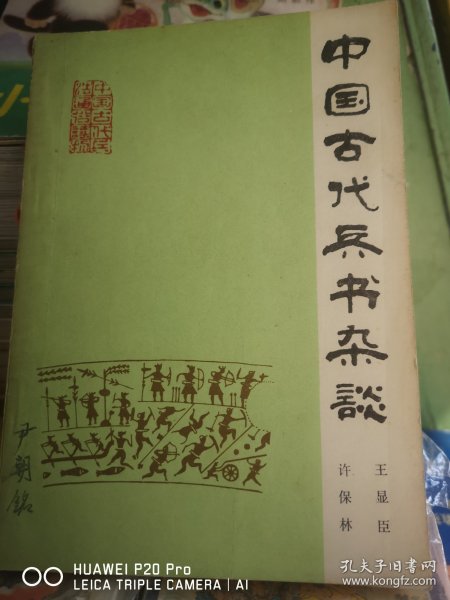 中国古代兵书杂談
王显臣
许保林
尹朝銘
HUAWEI P20 Pro
LEICA TRIPLE CAMERA | AI
孔夫子旧书网
www.kongfz.com